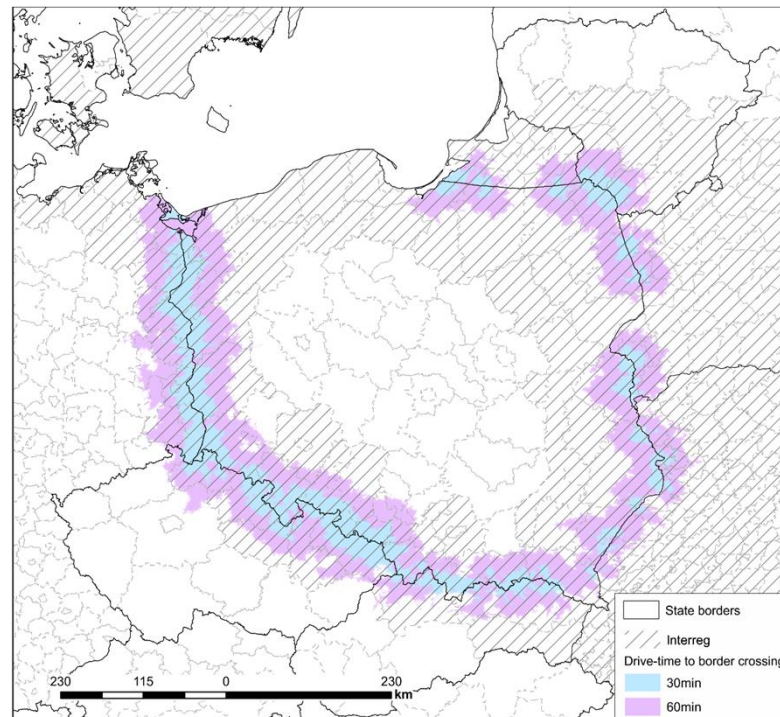 State borders
Interreg
Drive-time to border crossing
30min
60min
230 115 0 230
km